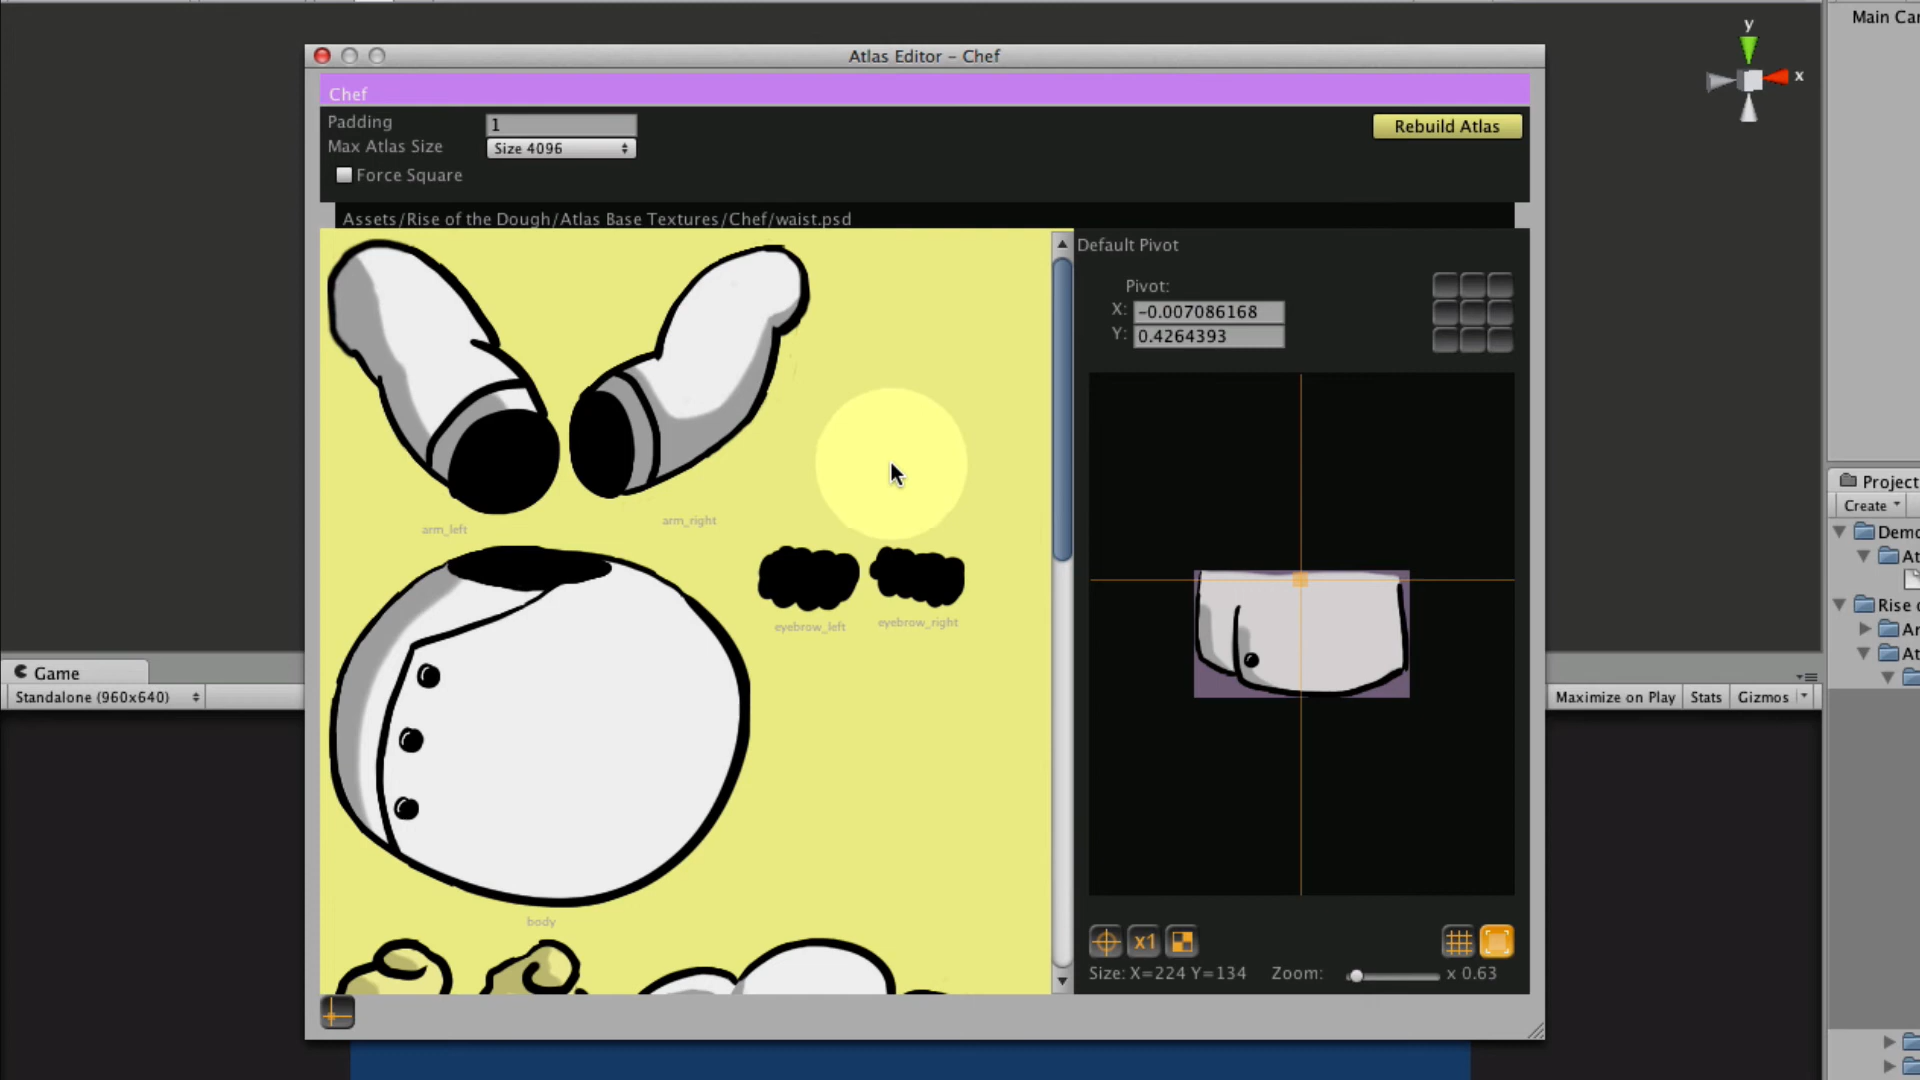 y
Main Ca
x
Atlas Editor – Chef
Chef
Padding
1
Rebuild Atlas
Max Atlas Size
Size 4096
Force Square
Assets/Rise of the Dough/Atlas Base Textures/Chef/waist.psd
Default Pivot
Pivot:
X: -0.007086168
Y: 0.4264393
arm_left
arm_right
eyebrow_left
eyebrow_right
body
x1
Size: X=224 Y=134
Zoom:
x 0.63
Project
Create
Demo
At
Rise o
Ar
At
Game
Standalone (960x640)
Maximize on Play
Stats
Gizmos